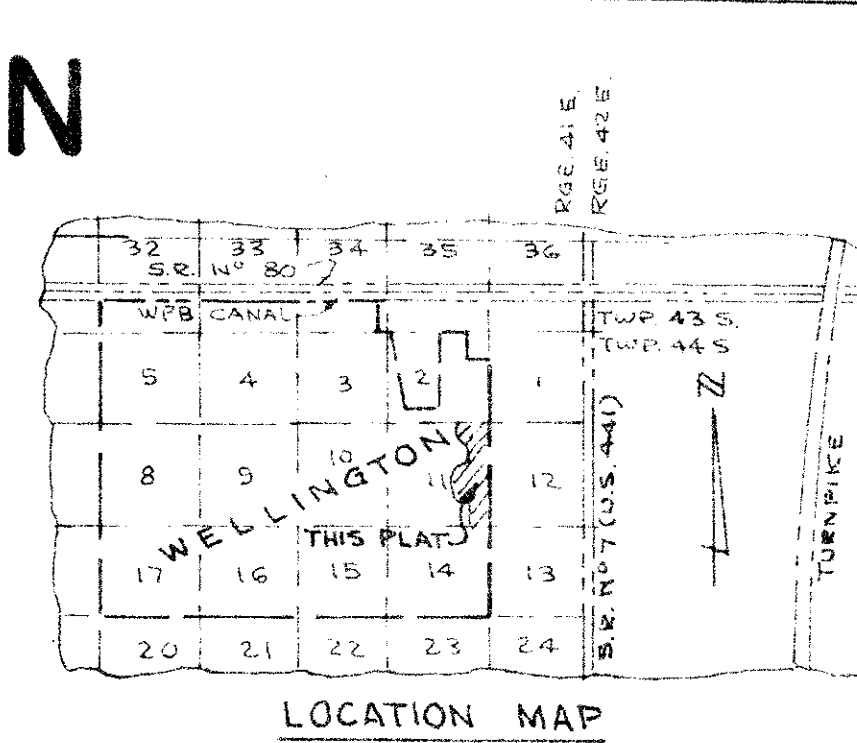 N
RGE. 41 E.
RGE. 42 E.
32 33 34 35 36
S.R. Nº 80
WPB CANAL
TWP. 43 S.
TWP. 44 S
5 4 3 2 1
N
8 9 10 11 12
WELLINGTON
THIS PLAT
17 16 15 14 13
20 21 22 23 24
S.R. Nº 7 (U.S. 441)
TURNPIKE
LOCATION MAP